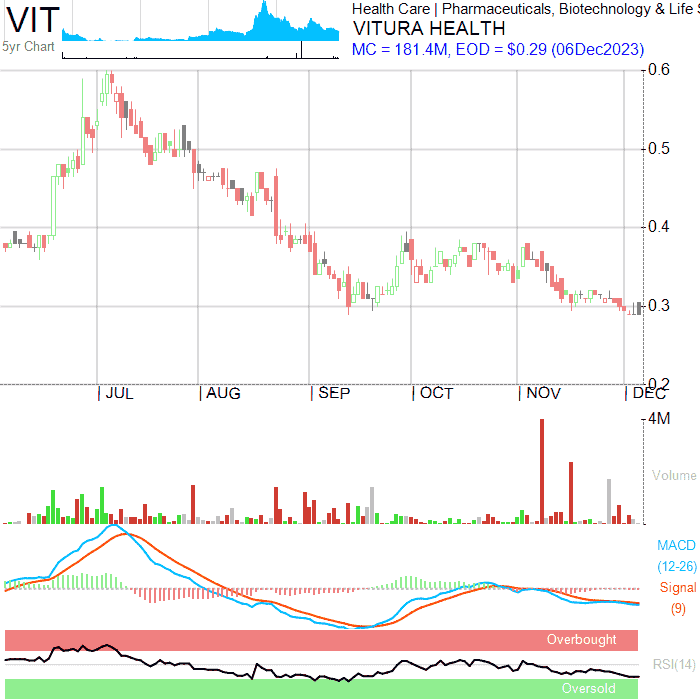 VIT
5yr Chart
Health Care | Pharmaceuticals, Biotechnology & Life S
VITURA HEALTH
MC = 181.4M, EOD = $0.29 (06Dec2023)
0.6
0.5
0.4
0.3
0.2
JUL
AUG
SEP
OCT
NOV
DEC
4M
Volume
MACD
(12-26)
Signal
(9)
Overbought
RSI(14)
Oversold